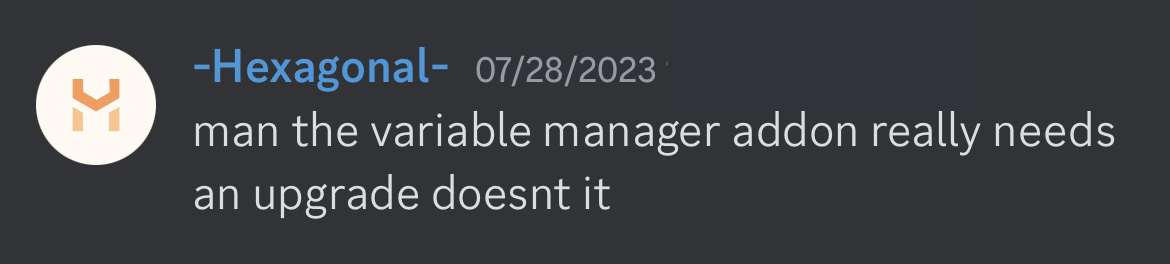 -Hexagonal- 07/28/2023
man the variable manager addon really needs
an upgrade doesnt it